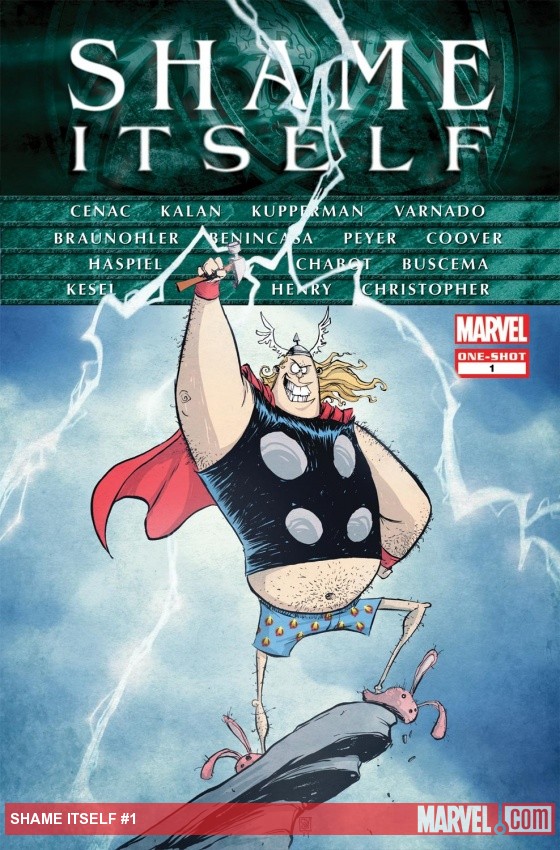 SHAME
ITSELF
CENAC KALAN KUPPERMAN VARNADO
BRAUNOHLER BENINCASA PEYER COOVER
HASPIEL CHABOT BUSCEMA
KESEL HENRY CHRISTOPHER
MARVEL
ONE-SHOT
1
SHAME ITSELF #1
MARVEL.COM